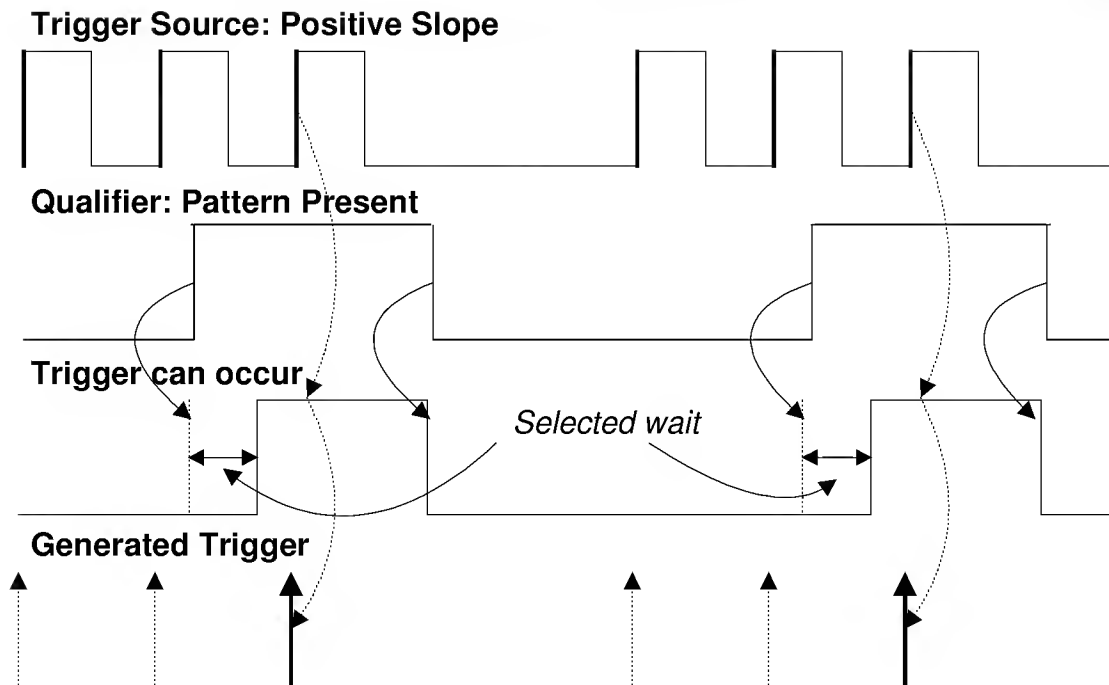 Trigger Source: Positive Slope
Qualifier: Pattern Present
Trigger can occur
Selected wait
Generated Trigger